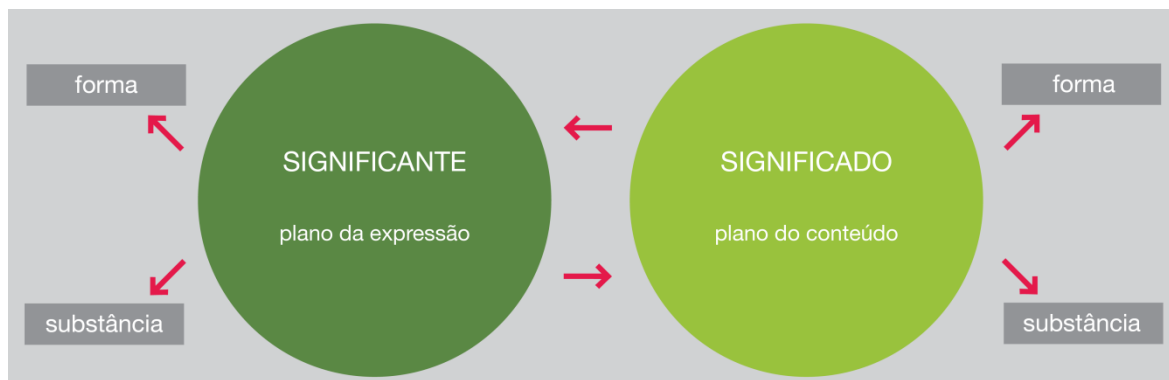 forma
SIGNIFICANTE
plano da expressão
substância
SIGNIFICADO
plano do conteúdo
forma
substância